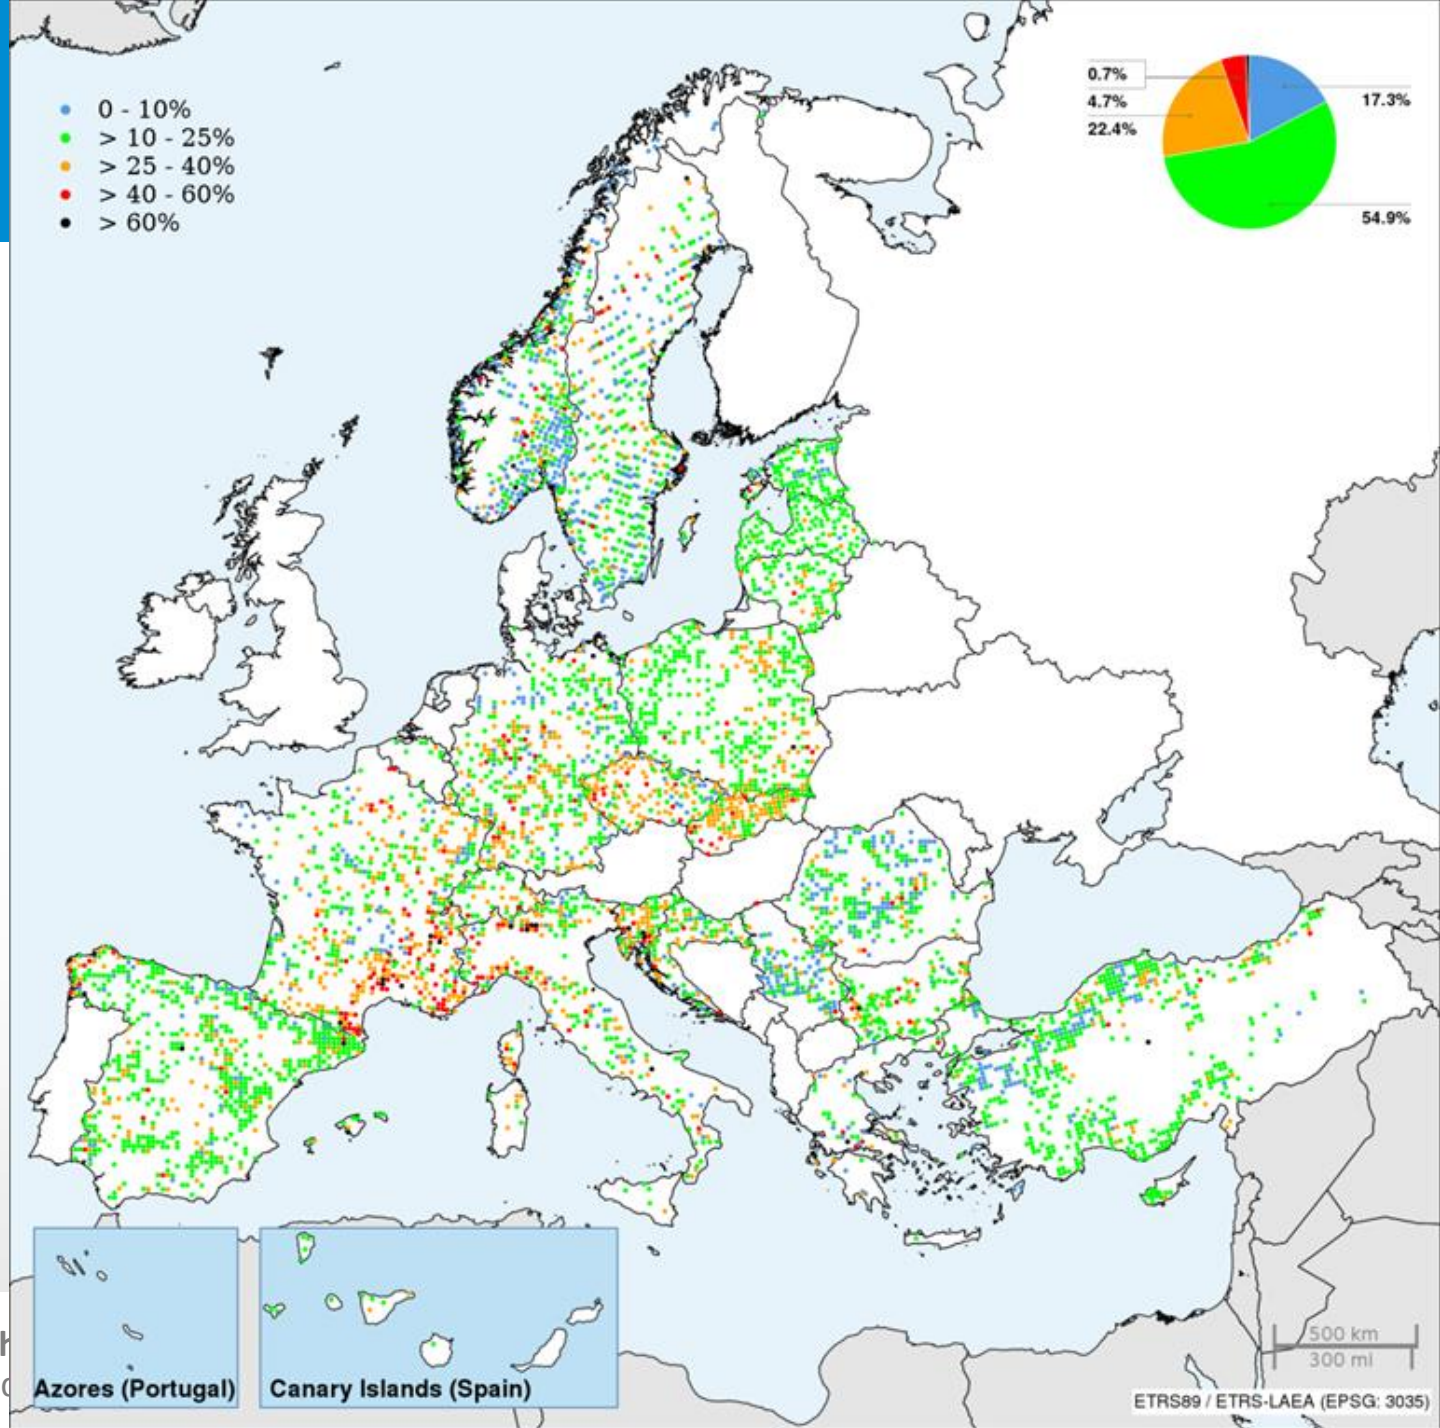 0 - 10%
> 10 - 25%
> 25 - 40%
> 40 - 60%
> 60%
0.7%
4.7%
22.4%
17.3%
54.9%
Azores (Portugal)
Canary Islands (Spain)
500 km
300 mi
ETRS89 / ETRS-LAEA (EPSG: 3035)